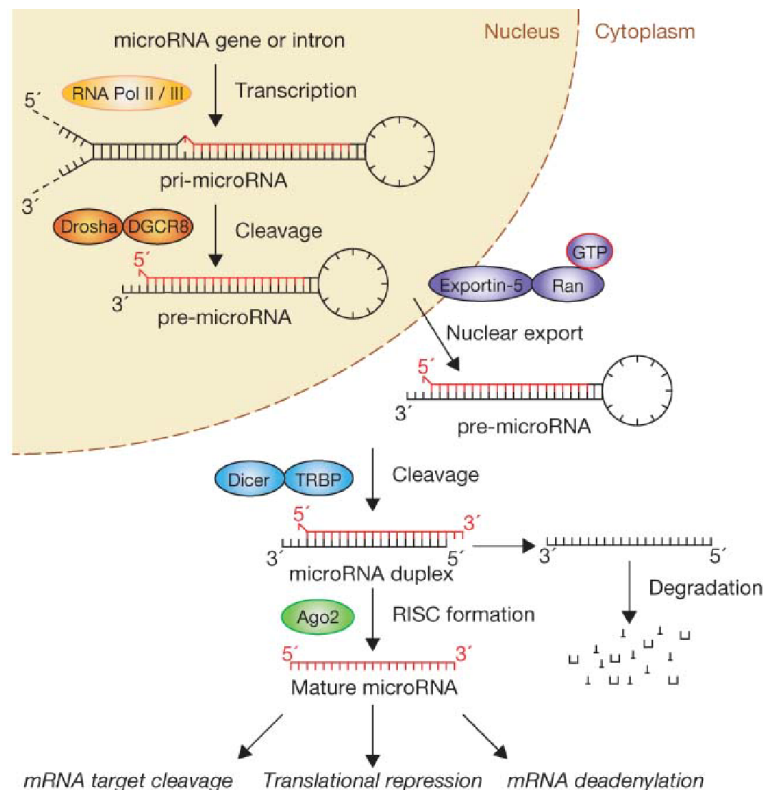 microRNA gene or intron
Nucleus
Cytoplasm
RNA Pol II / III
Transcription
5´
3´
pri-microRNA
Drosha
DGCR8
Cleavage
5´
3´
pre-microRNA
GTP
Exportin-5
Ran
Nuclear export
5´
3´
pre-microRNA
Dicer
TRBP
Cleavage
5´
3´
3´
5´
microRNA duplex
3´
5´
Degradation
Ago2
RISC formation
5´
3´
Mature microRNA
mRNA target cleavage
Translational repression
mRNA deadenylation